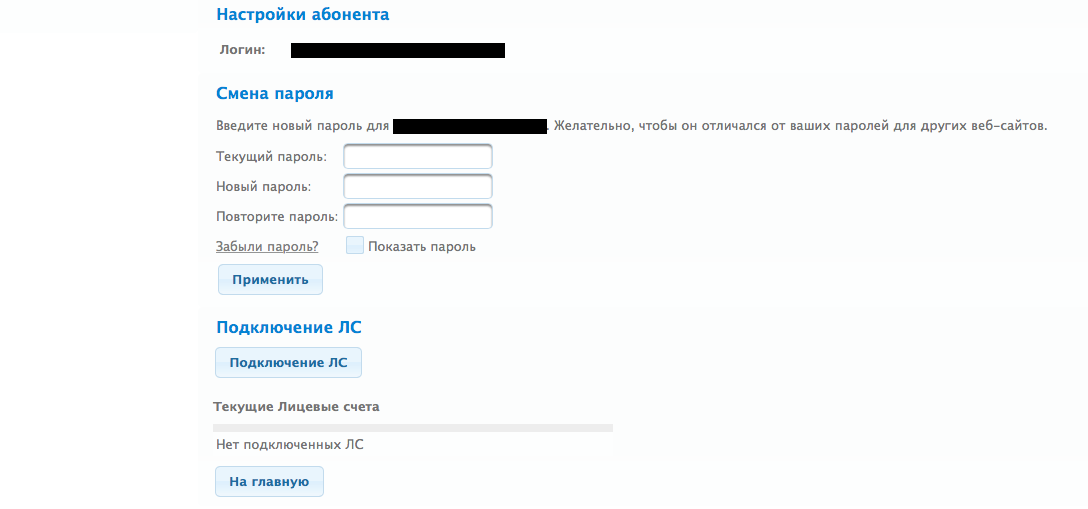 Настройки абонента
Логин:
Смена пароля
Введите новый пароль для . Желательно, чтобы он отличался от ваших паролей для других веб-сайтов.
Текущий пароль:
Новый пароль:
Повторите пароль:
Забыли пароль? Показать пароль
Применить
Подключение ЛС
Подключение ЛС
Текущие Лицевые счета
Нет подключенных ЛС
На главную